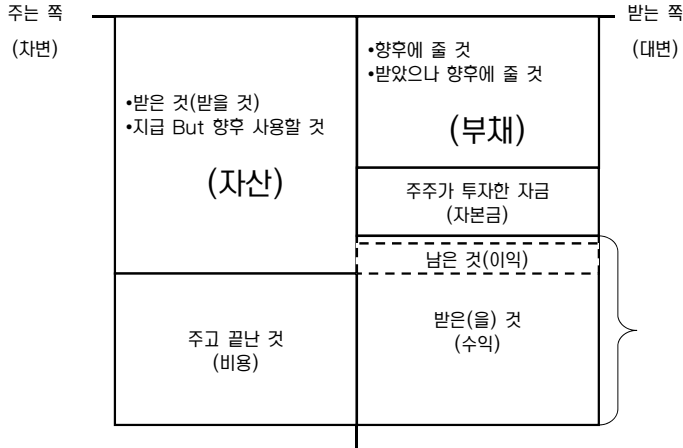 주는 쪽
(차변)
받는 쪽
(대변)
•받은 것(받을 것)
•지급 But 향후 사용할 것
(자산)
•향후에 줄 것
•받았으나 향후에 줄 것
(부채)
주주가 투자한 자금
(자본금)
남은 것(이익)
주고 끝난 것
(비용)
받은(을) 것
(수익)